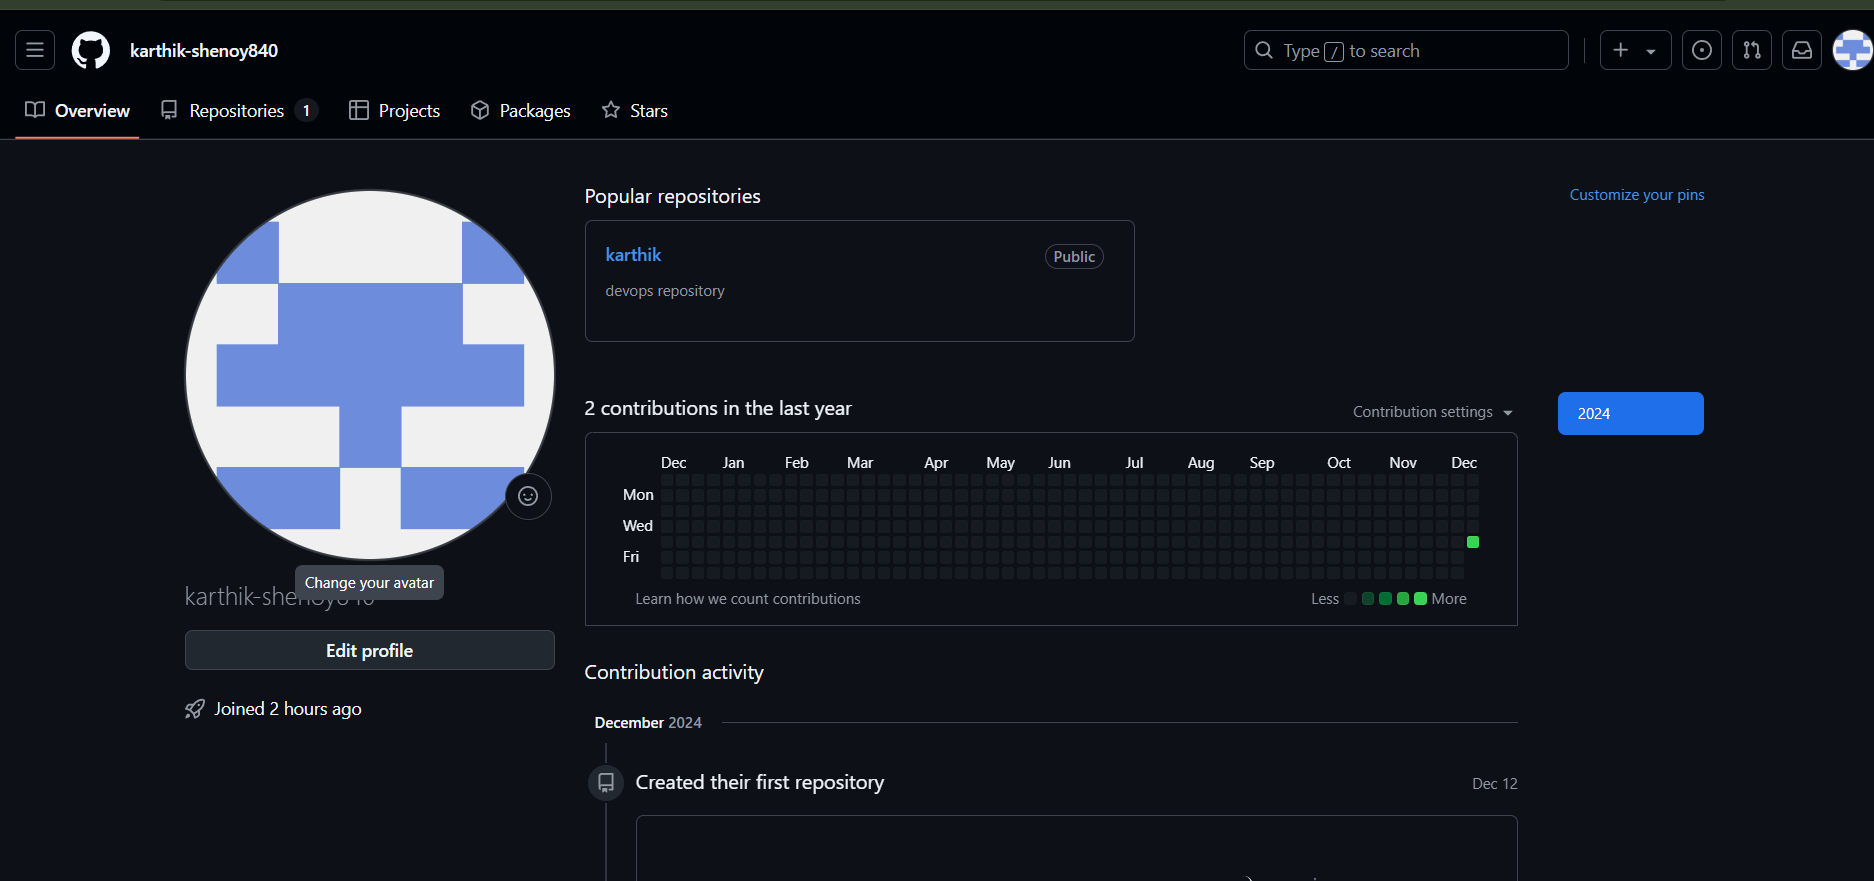 karthik-shenoy840
Type / to search
Overview Repositories 1 Projects Packages Stars
Popular repositories
Customize your pins
karthik
Public
devops repository
2 contributions in the last year
Contribution settings
2024
Dec Jan Feb Mar Apr May Jun Jul Aug Sep Oct Nov Dec
Mon
Wed
Fri
Learn how we count contributions
Less More
Change your avatar
karthik-shenoy840
Edit profile
Joined 2 hours ago
Contribution activity
December 2024
Created their first repository
Dec 12